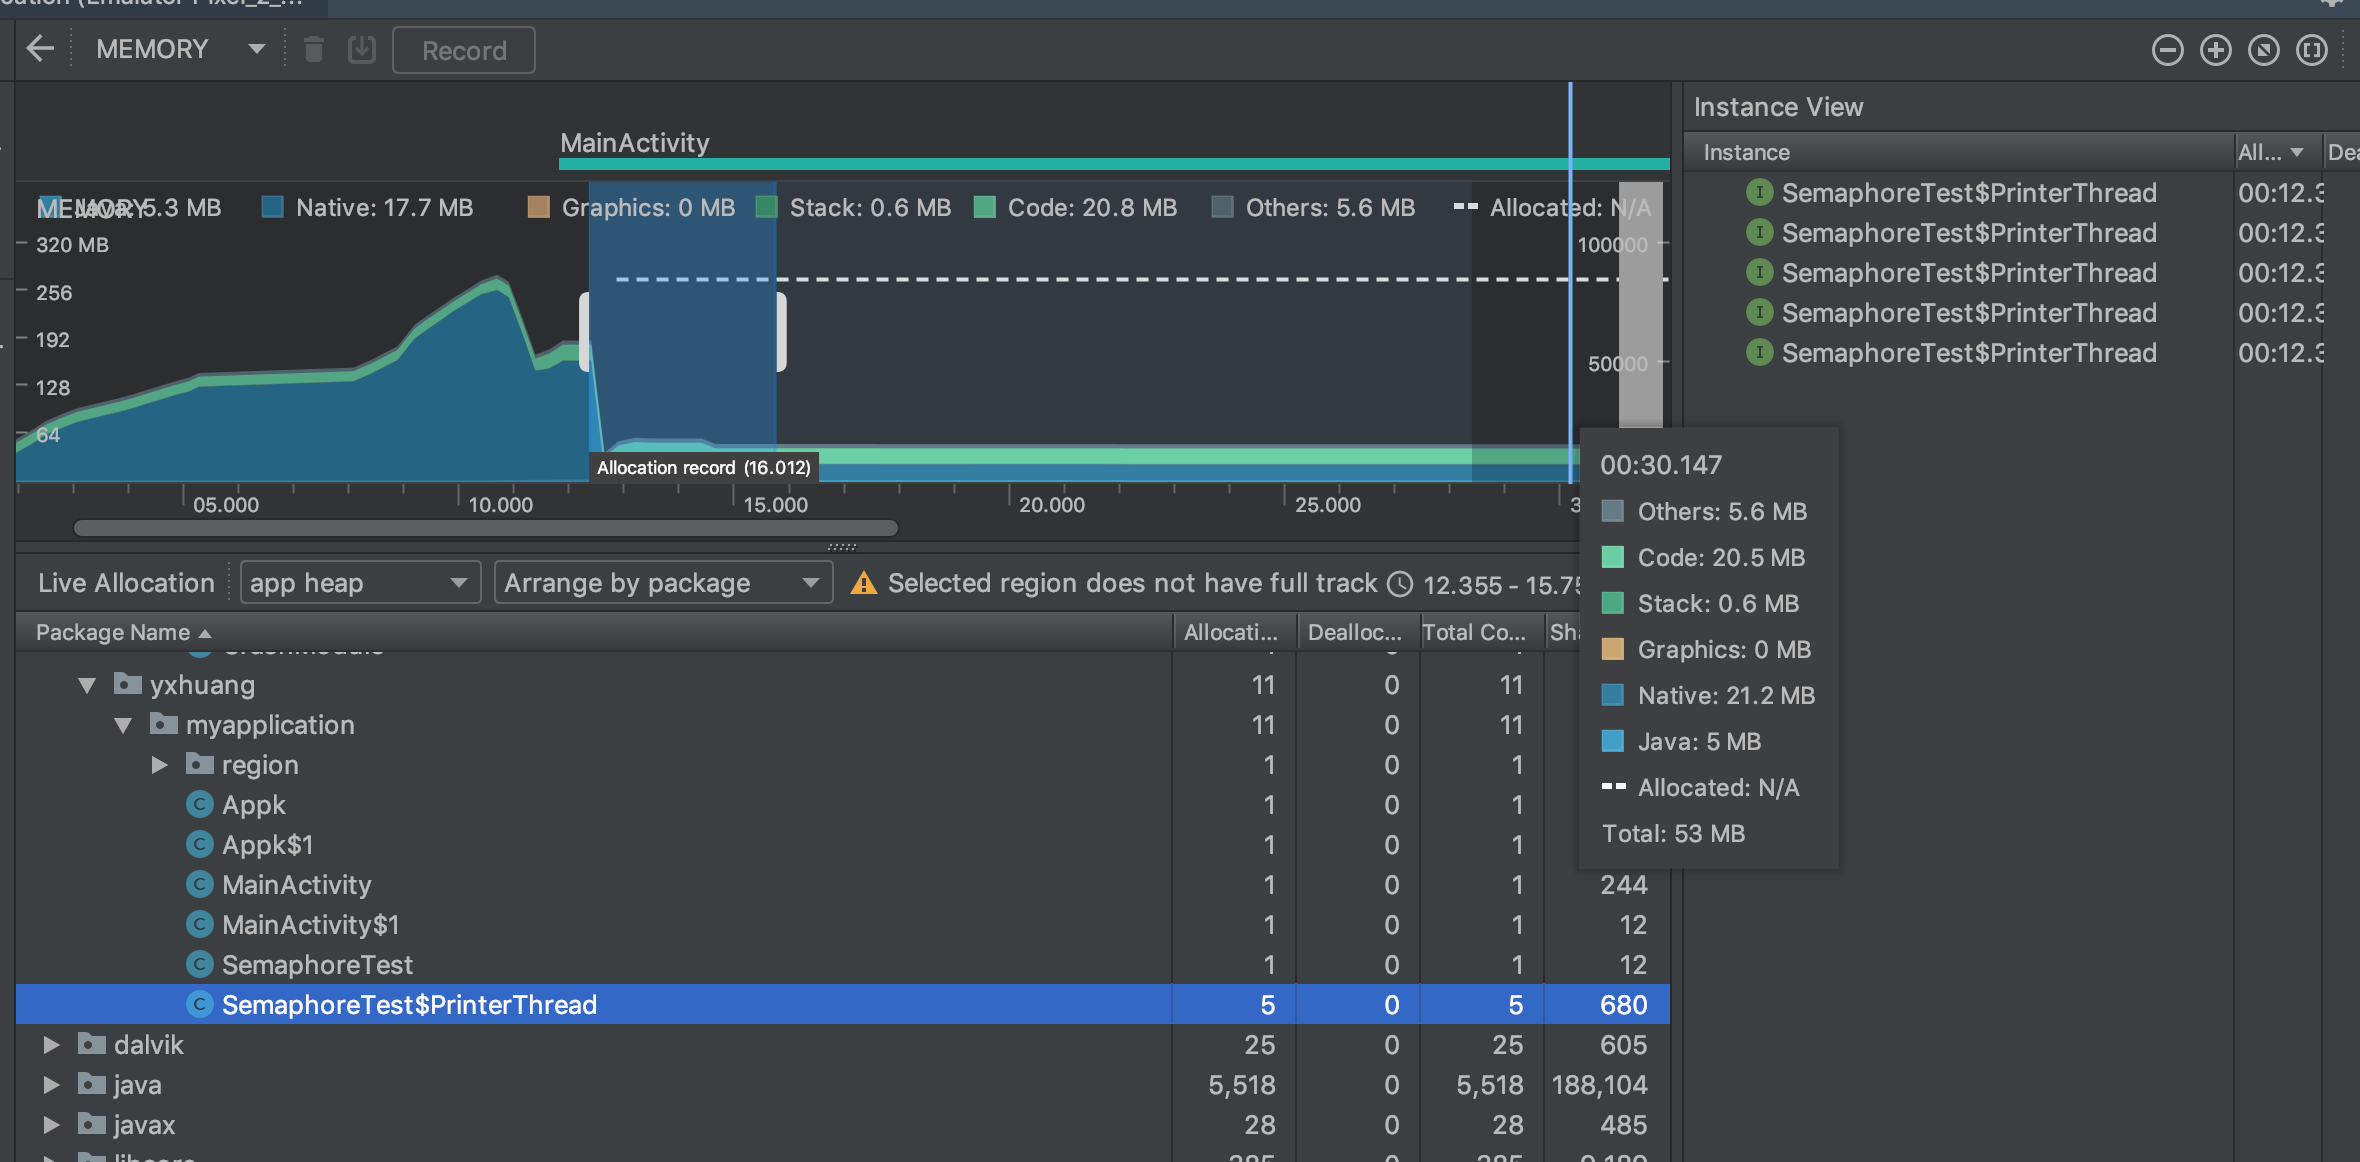 MEMORY
Record
MainActivity
Java: 5.3 MB
Native: 17.7 MB
Graphics: 0 MB
Stack: 0.6 MB
Code: 20.8 MB
Others: 5.6 MB
Allocated: N/A
MEMORY
320 MB
100000
256
192
50000
128
64
Allocation record (16.012)
05.000
10.000
15.000
20.000
25.000
Instance View
Instance
All...
SemaphoreTest$PrinterThread 00:12.3
SemaphoreTest$PrinterThread 00:12.3
SemaphoreTest$PrinterThread 00:12.3
SemaphoreTest$PrinterThread 00:12.3
SemaphoreTest$PrinterThread 00:12.3
00:30.147
Others: 5.6 MB
Code: 20.5 MB
Stack: 0.6 MB
Graphics: 0 MB
Native: 21.2 MB
Java: 5 MB
Allocated: N/A
Total: 53 MB
Live Allocation app heap Arrange by package Selected region does not have full track 12.355 - 15.75
Package Name Allocati... Dealloc... Total Co...
yxhuang 11 0 11
myapplication 11 0 11
region 1 0 1
Appk 1 0 1
Appk$1 1 0 1
MainActivity 1 0 1 244
MainActivity$1 1 0 1 12
SemaphoreTest 1 0 1 12
SemaphoreTest$PrinterThread 5 0 5 680
dalvik 25 0 25 605
java 5,518 0 5,518 188,104
javax 28 0 28 485